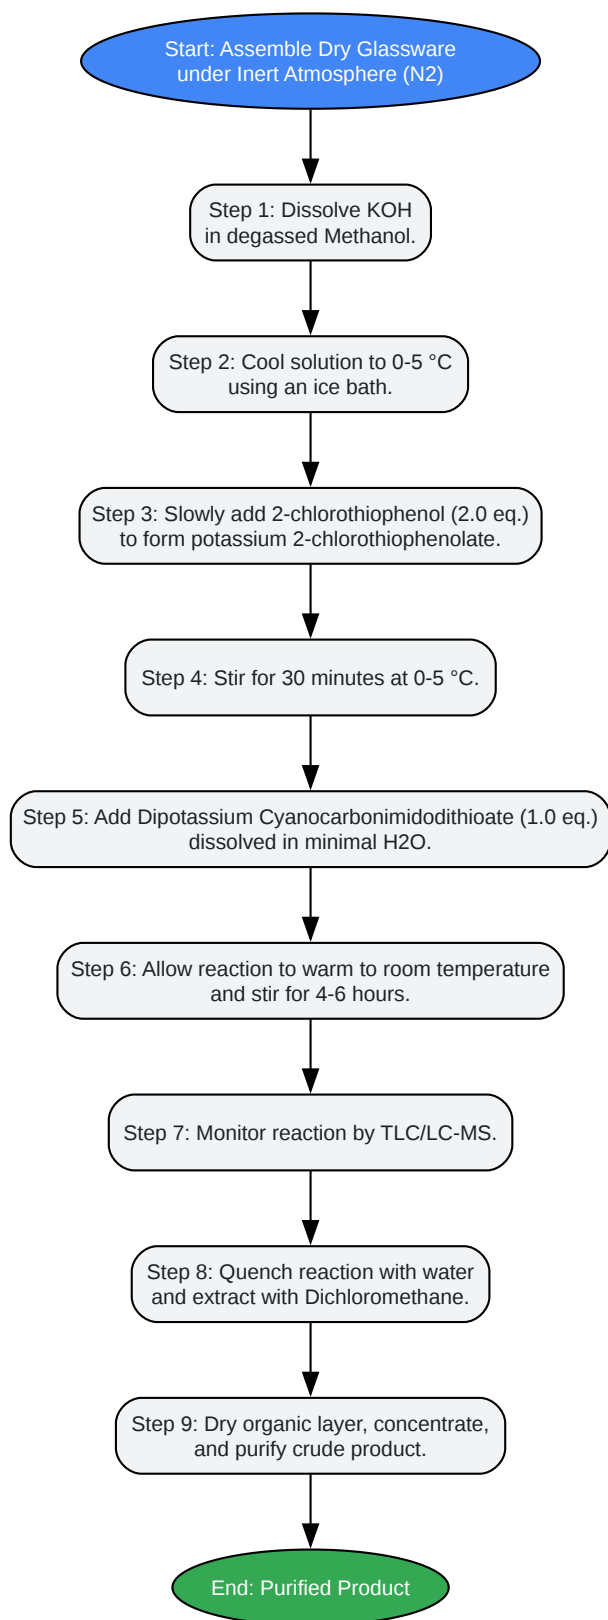 Start: Assemble Dry Glassware
under Inert Atmosphere (N2)
Step 1: Dissolve KOH
in degassed Methanol.
Step 2: Cool solution to 0-5 °C
using an ice bath.
Step 3: Slowly add 2-chlorothiophenol (2.0 eq.)
to form potassium 2-chlorothiophenolate.
Step 4: Stir for 30 minutes at 0-5 °C.
Step 5: Add Dipotassium Cyanocarbonimidodithioate (1.0 eq.)
dissolved in minimal H2O.
Step 6: Allow reaction to warm to room temperature
and stir for 4-6 hours.
Step 7: Monitor reaction by TLC/LC-MS.
Step 8: Quench reaction with water
and extract with Dichloromethane.
Step 9: Dry organic layer, concentrate,
and purify crude product.
End: Purified Product